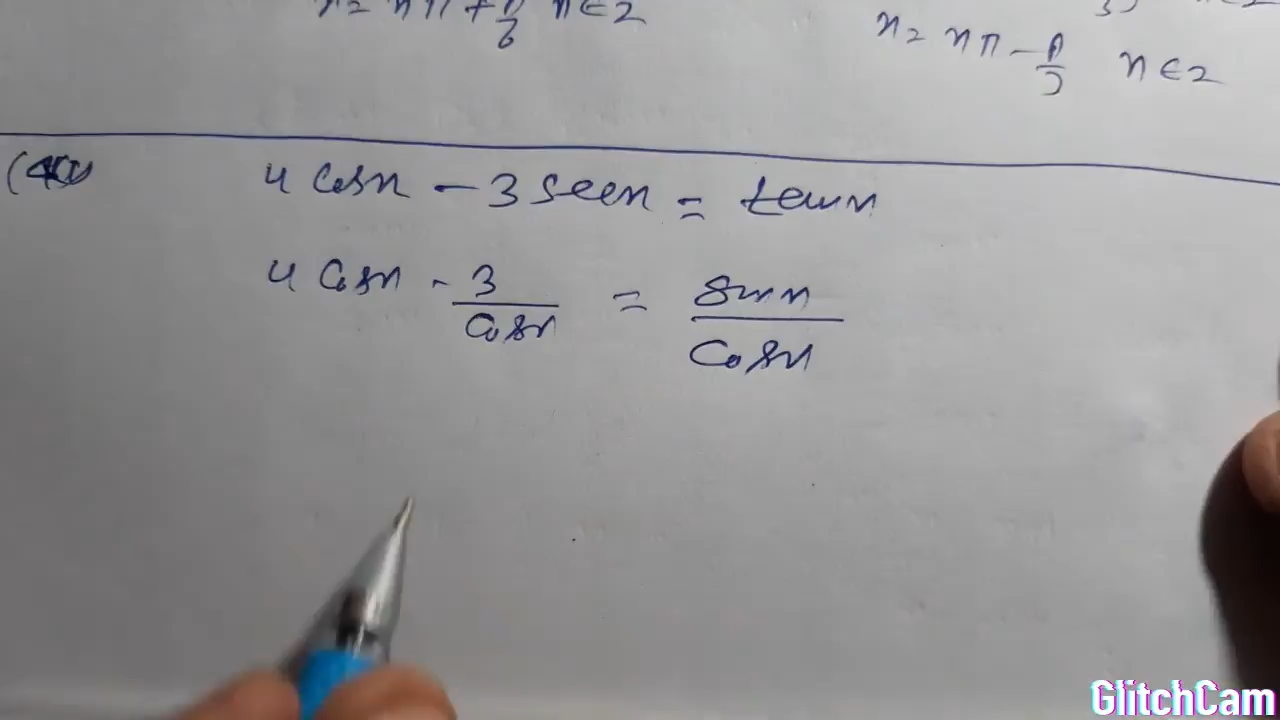 x = nπ + π/6 n∈Z
x = nπ - π/3 n∈Z
4 cosx - 3 secx = tanx
4 cosx - 3/cosx = sinx/cosx
GlitchCam